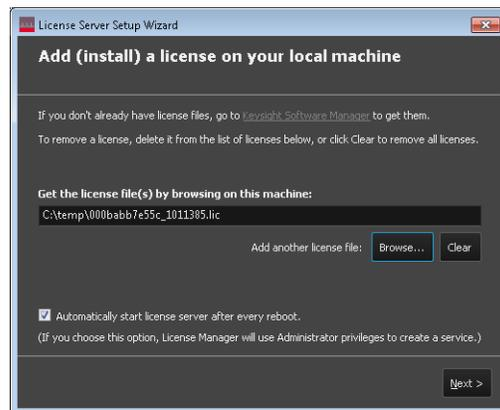 License Server Setup Wizard
Add (install) a license on your local machine
If you don't already have license files, go to Keysight Software Manager to get them.
To remove a license, delete it from the list of licenses below, or click Clear to remove all licenses.
Get the license file(s) by browsing on this machine:
C:\temp\000babb7e55c_1011385.lic
Add another license file: Browse... Clear
Automatically start license server after every reboot.
(If you choose this option, License Manager will use Administrator privileges to create a service.)
Next >